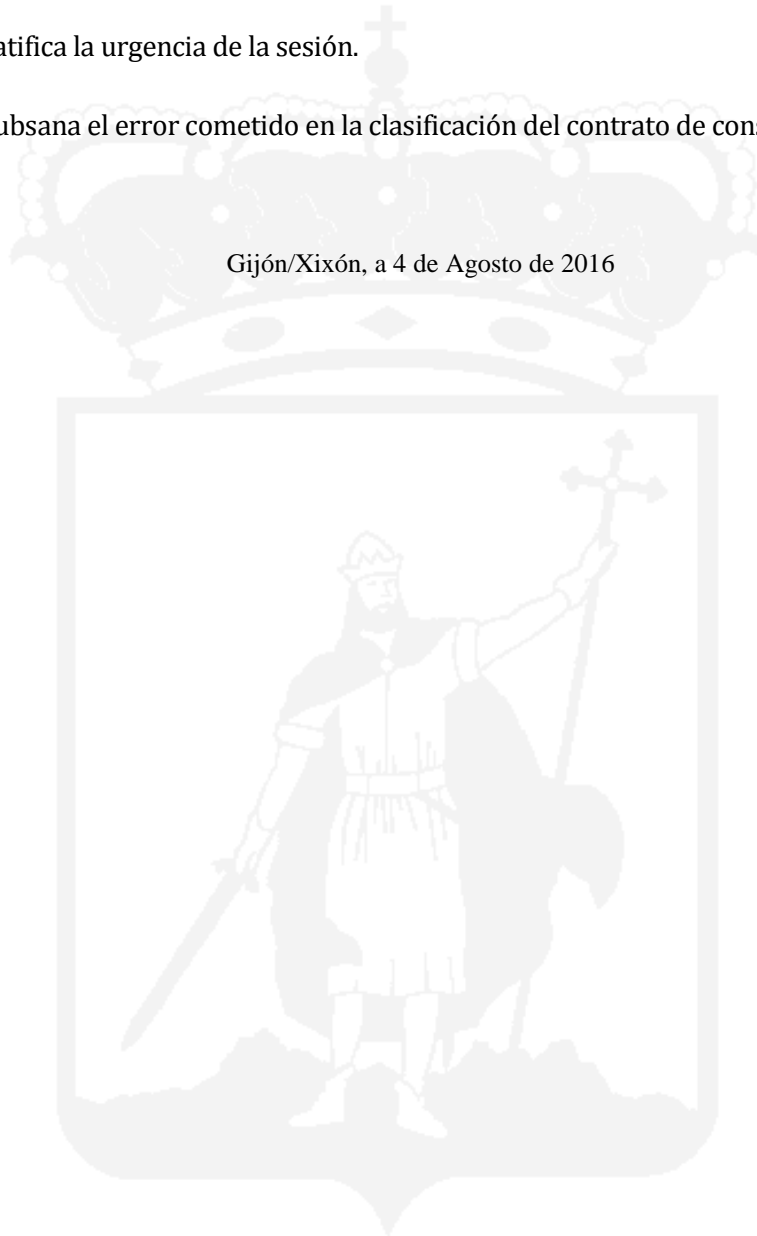 atifica la urgencia de la sesión.
ubsana el error cometido en la clasificación del contrato de cons
Gijón/Xixón, a 4 de Agosto de 2016